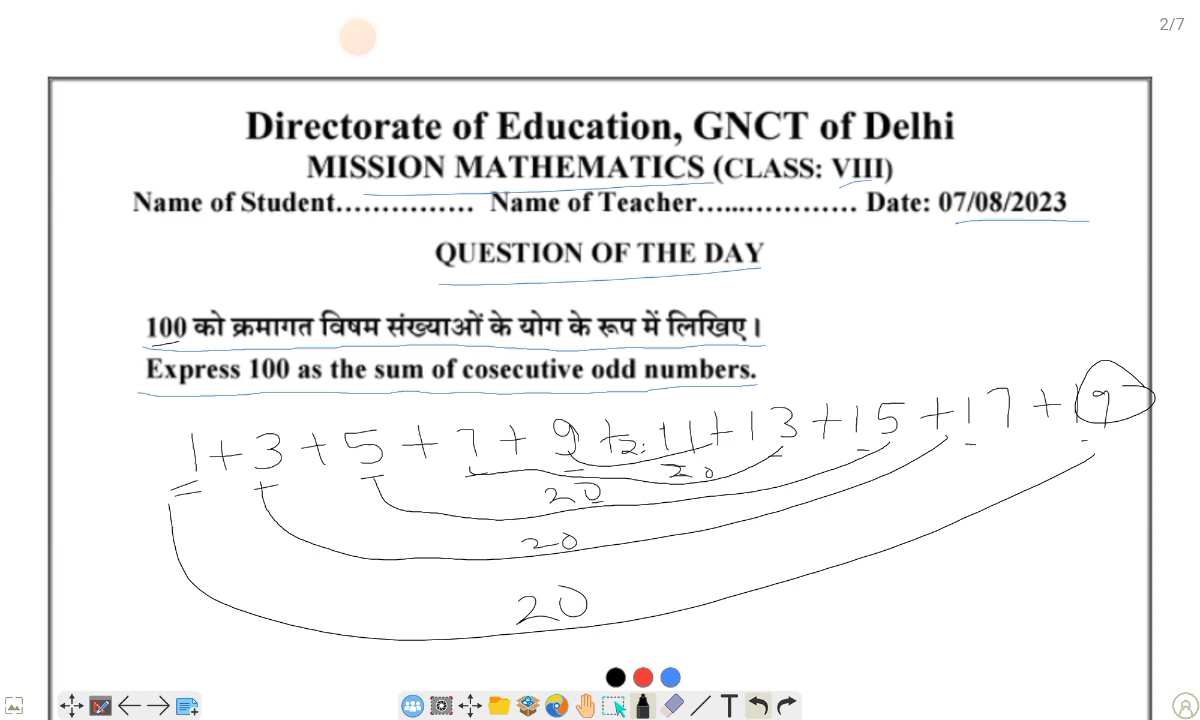 2/7
Directorate of Education, GNCT of Delhi
MISSION MATHEMATICS (CLASS: VIII)
Name of Student…………… Name of Teacher…...………… Date: 07/08/2023
QUESTION OF THE DAY
100 को क्रमागत विषम संख्याओं के योग के रूप में लिखिए।
Express 100 as the sum of cosecutive odd numbers.
1 + 3 + 5 + 7 + 9 + 11 + 13 + 15 + 17 + 19
20
20
20
20